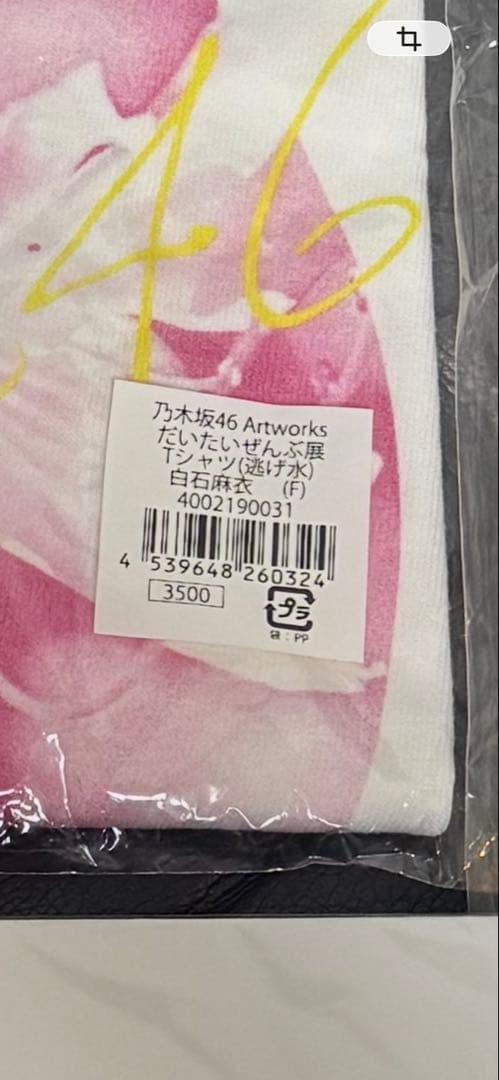 46
乃木坂46 Artworks
だいたいぜんぶ展
Tシャツ(逃げ水)
白石麻衣 (F)
4002190031
4 539648 260324
3500
プラ
袋：PP